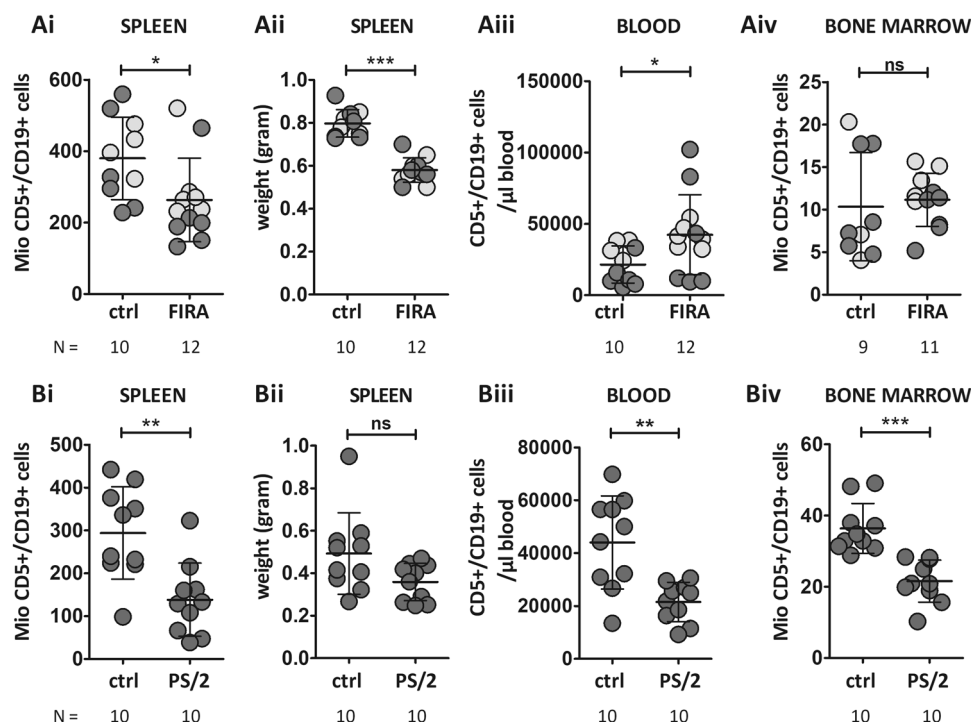 Ai SPLEEN
Mio CD5+/CD19+ cells
600
400
200
0
*
ctrl FIRA
N = 10 12
Aii SPLEEN
weight (gram)
1.0
0.8
0.6
0.4
0.2
0.0
***
ctrl FIRA
10 12
Aiii BLOOD
CD5+/CD19+ cells
/µl blood
150000
100000
50000
0
*
ctrl FIRA
10 12
Aiv BONE MARROW
Mio CD5+/CD19+ cells
25
20
15
10
5
0
ns
ctrl FIRA
9 11
Bi SPLEEN
Mio CD5+/CD19+ cells
500
400
300
200
100
0
**
ctrl PS/2
N = 10 10
Bii SPLEEN
weight (gram)
1.0
0.8
0.6
0.4
0.2
0.0
ns
ctrl PS/2
10 10
Biii BLOOD
CD5+/CD19+ cells
/µl blood
80000
60000
40000
20000
0
**
ctrl PS/2
10 10
Biv BONE MARROW
Mio CD5+/CD19+ cells
60
40
20
0
***
ctrl PS/2
10 10